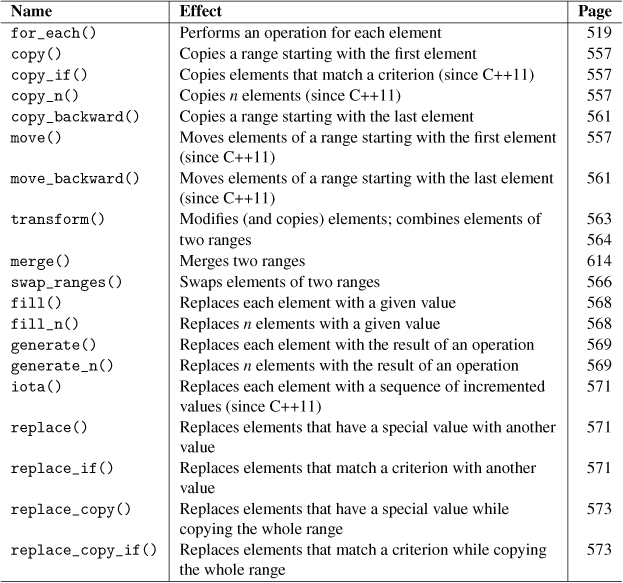 Name Effect Page
for_each() Performs an operation for each element 519
copy() Copies a range starting with the first element 557
copy_if() Copies elements that match a criterion (since C++11) 557
copy_n() Copies n elements (since C++11) 557
copy_backward() Copies a range starting with the last element 561
move() Moves elements of a range starting with the first element 557
(since C++11)
move_backward() Moves elements of a range starting with the last element 561
(since C++11)
transform() Modifies (and copies) elements; combines elements of 563
two ranges 564
merge() Merges two ranges 614
swap_ranges() Swaps elements of two ranges 566
fill() Replaces each element with a given value 568
fill_n() Replaces n elements with a given value 568
generate() Replaces each element with the result of an operation 569
generate_n() Replaces n elements with the result of an operation 569
iota() Replaces each element with a sequence of incremented 571
values (since C++11)
replace() Replaces elements that have a special value with another 571
value
replace_if() Replaces elements that match a criterion with another 571
value
replace_copy() Replaces elements that have a special value while 573
copying the whole range
replace_copy_if() Replaces elements that match a criterion while copying 573
the whole range